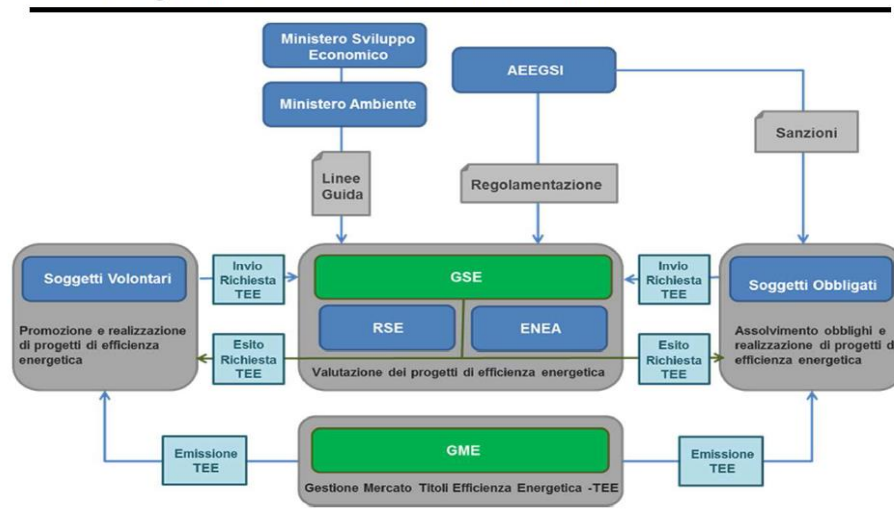 Ministero Sviluppo
Economico
AEEGSI
Ministero Ambiente
Sanzioni
Linee
Guida
Regolamentazione
Soggetti Volontari
Invio
Richiesta
TEE
GSE
Invio
Richiesta
TEE
Soggetti Obbligati
RSE
ENEA
Promozione e realizzazione
di progetti di efficienza
energetica
Esito
Richiesta
TEE
Valutazione dei progetti di efficienza energetica
Esito
Richiesta
TEE
Assolvimento obblighi e
realizzazione di progetti d
efficienza energetica
Emissione
TEE
GME
Emissione
TEE
Gestione Mercato Titoli Efficienza Energetica -TEE